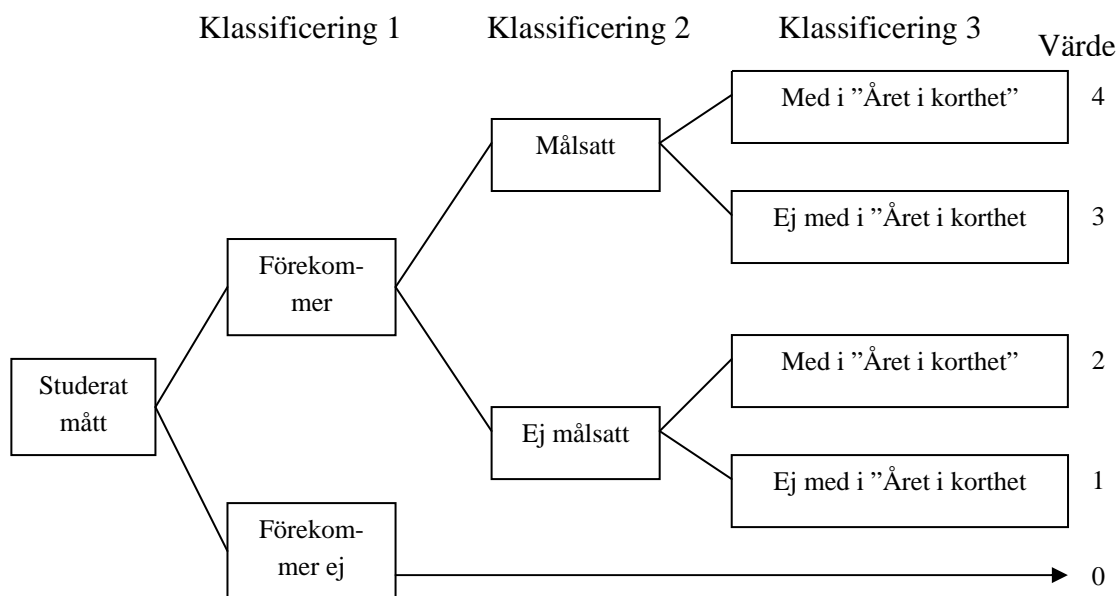 Klassificering 1 Klassificering 2 Klassificering 3
Värde
Med i ”Året i korthet” 4
Målsatt
Ej med i ”Året i korthet 3
Förekom-
mer
Med i ”Året i korthet” 2
Studerat
mått
Ej målsatt
Ej med i ”Året i korthet 1
Förekom-
mer ej
0